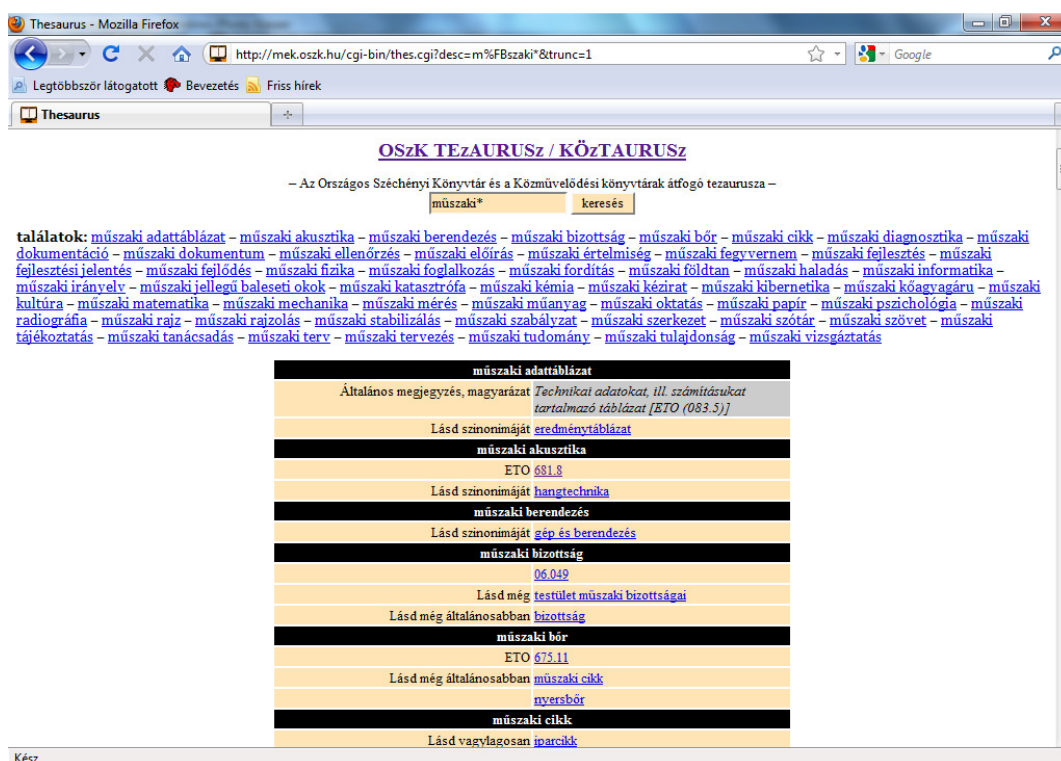 Thesaurus - Mozilla Firefox
http://mek.oszk.hu/cgi-bin/thes.cgi?desc=m%FBszaki*&trunc=1
Google
Legtöbbször látogatott Bevezetés Friss hírek
Thesaurus
OSzK TEzAURUSz / KÖzTAURUSz
– Az Országos Széchényi Könyvtár és a Közművelődési könyvtárak átfogó tezaurusza –
műszaki* keresés
találatok: műszaki adattáblázat – műszaki akusztika – műszaki berendezés – műszaki bizottság – műszaki bőr – műszaki cikk – műszaki diagnosztika – műszaki
dokumentáció – műszaki dokumentum – műszaki ellenőrzés – műszaki előírás – műszaki értelmiség – műszaki fegyvernem – műszaki fejlesztés – műszaki
fejlesztési jelentés – műszaki fejlődés – műszaki fizika – műszaki foglalkozás – műszaki fordítás – műszaki földtan – műszaki haladás – műszaki informatika –
műszaki irányelv – műszaki jellegű baleseti okok – műszaki katasztrófa – műszaki kémia – műszaki kézirat – műszaki kibernetika – műszaki kőagyagáru – műszaki
kultúra – műszaki matematika – műszaki mechanika – műszaki mérés – műszaki műanyag – műszaki oktatás – műszaki papír – műszaki pszichológia – műszaki
radiográfia – műszaki rajz – műszaki rajzolás – műszaki stabilizálás – műszaki szabályzat – műszaki szerkezet – műszaki szótár – műszaki szövet – műszaki
tájékoztatás – műszaki tanácsadás – műszaki terv – műszaki tervezés – műszaki tudomány – műszaki tulajdonság – műszaki vizsgáztatás
műszaki adattáblázat
Általános megjegyzés, magyarázat Technikai adatokat, ill. számításukat
tartalmazó táblázat [ETO (083.5)]
Lásd szinonimáját eredménytáblázat
műszaki akusztika
ETO 681.8
Lásd szinonimáját hangtechnika
műszaki berendezés
Lásd szinonimáját gép és berendezés
műszaki bizottság
06.049
Lásd még testület műszaki bizottságai
Lásd még általánosabban bizottság
műszaki bőr
ETO 675.11
Lásd még általánosabban műszaki cikk
nyersbőr
műszaki cikk
Lásd vagylagosan iparcikk
Kész